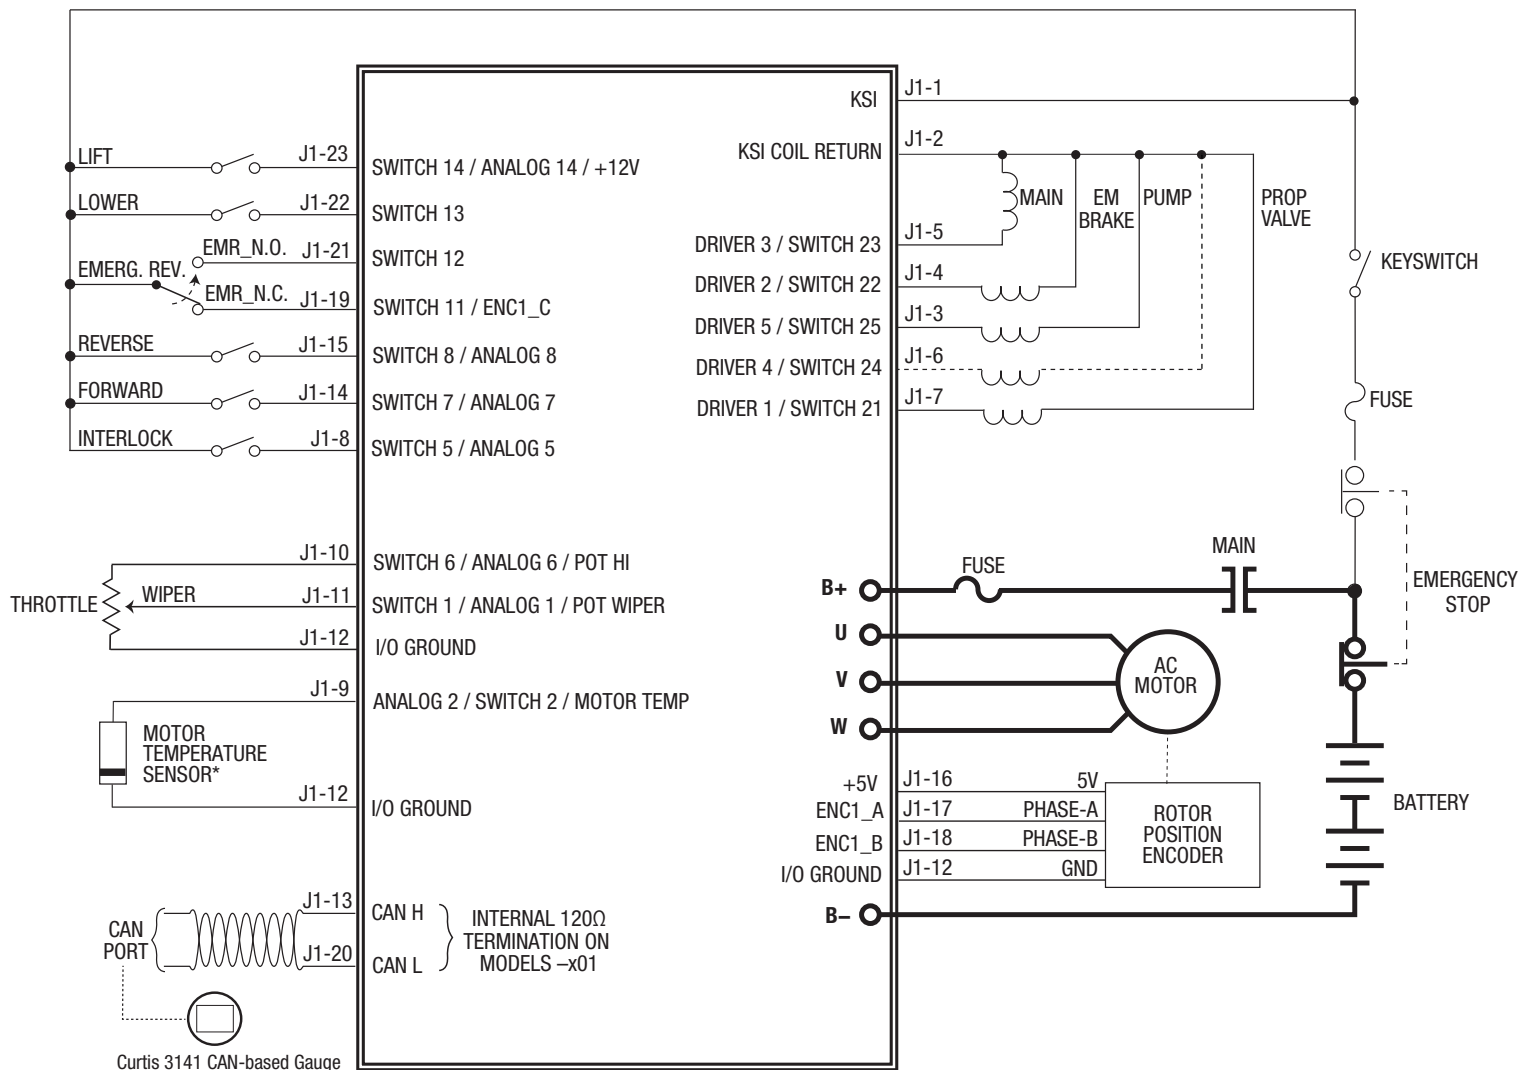 KSI
J1-1
KSI COIL RETURN
J1-2
LIFT
J1-23
SWITCH 14 / ANALOG 14 / +12V
LOWER
J1-22
SWITCH 13
EMR_N.O.
J1-21
SWITCH 12
EMERG. REV.
EMR_N.C.
J1-19
SWITCH 11 / ENC1_C
REVERSE
J1-15
SWITCH 8 / ANALOG 8
FORWARD
J1-14
SWITCH 7 / ANALOG 7
INTERLOCK
J1-8
SWITCH 5 / ANALOG 5
MAIN
EM
BRAKE
PUMP
PROP
VALVE
DRIVER 3 / SWITCH 23
J1-5
DRIVER 2 / SWITCH 22
J1-4
DRIVER 5 / SWITCH 25
J1-3
DRIVER 4 / SWITCH 24
J1-6
DRIVER 1 / SWITCH 21
J1-7
KEYSWITCH
FUSE
EMERGENCY
STOP
THROTTLE
WIPER
J1-10
SWITCH 6 / ANALOG 6 / POT HI
J1-11
SWITCH 1 / ANALOG 1 / POT WIPER
J1-12
I/O GROUND
J1-9
ANALOG 2 / SWITCH 2 / MOTOR TEMP
MOTOR
TEMPERATURE
SENSOR*
J1-12
I/O GROUND
B+
FUSE
MAIN
U
V
W
AC
MOTOR
+5V
J1-16
5V
ENC1_A
J1-17
PHASE-A
ENC1_B
J1-18
PHASE-B
I/O GROUND
J1-12
GND
ROTOR
POSITION
ENCODER
BATTERY
B–
CAN
PORT
J1-13
CAN H
J1-20
CAN L
INTERNAL 120Ω
TERMINATION ON
MODELS –x01
Curtis 3141 CAN-based Gauge